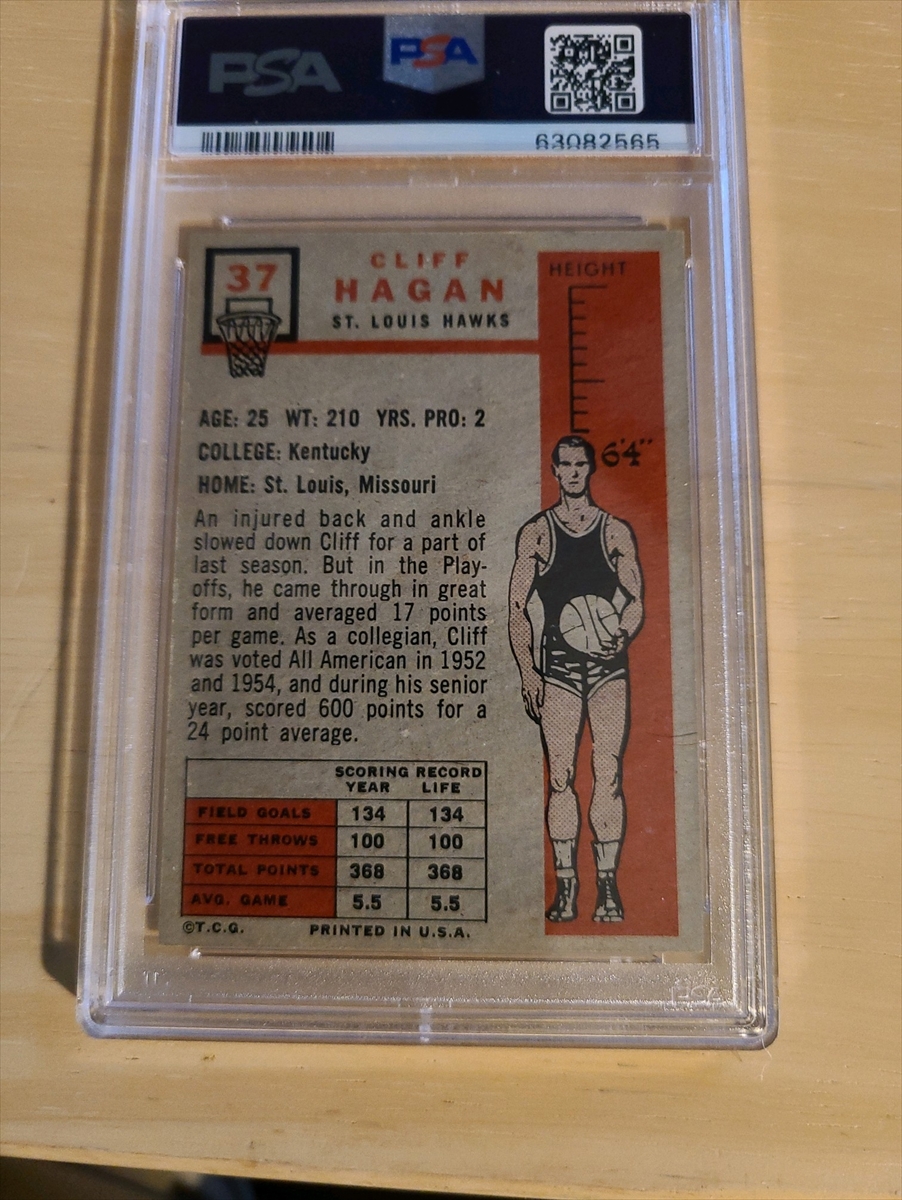 PSA
PSA
63082565
37
CLIFF
HAGAN
ST. LOUIS HAWKS
HEIGHT
6'4"
AGE: 25 WT: 210 YRS. PRO: 2
COLLEGE: Kentucky
HOME: St. Louis, Missouri
An injured back and ankle
slowed down Cliff for a part of
last season. But in the Play-
offs, he came through in great
form and averaged 17 points
per game. As a collegian, Cliff
was voted All American in 1952
and 1954, and during his senior
year, scored 600 points for a
24 point average.
SCORING RECORD
YEAR LIFE
FIELD GOALS 134 134
FREE THROWS 100 100
TOTAL POINTS 368 368
AVG. GAME 5.5 5.5
©T.C.G. PRINTED IN U.S.A.
PSA